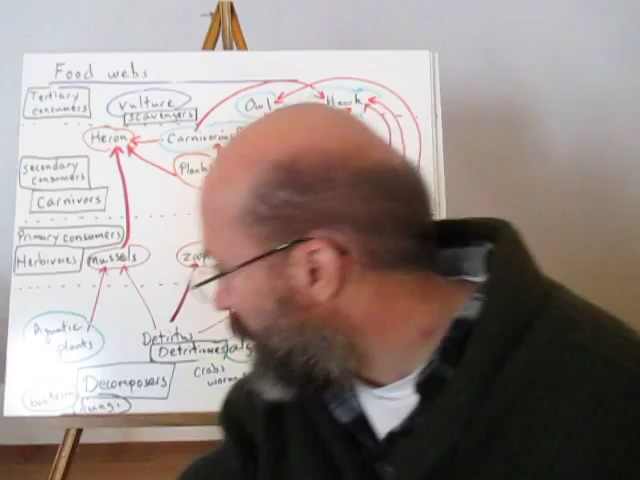 Food webs
Tertiary
consumers
vulture
scavengers
Owl
Hawk
Heron
Carnivorous
Secondary
consumers
Carnivors
Primary consumers
Herbivores
mussels
Aquatic
plants
Detritus
Detritivores
Crabs
worms
Decomposers
bacteria
fungi